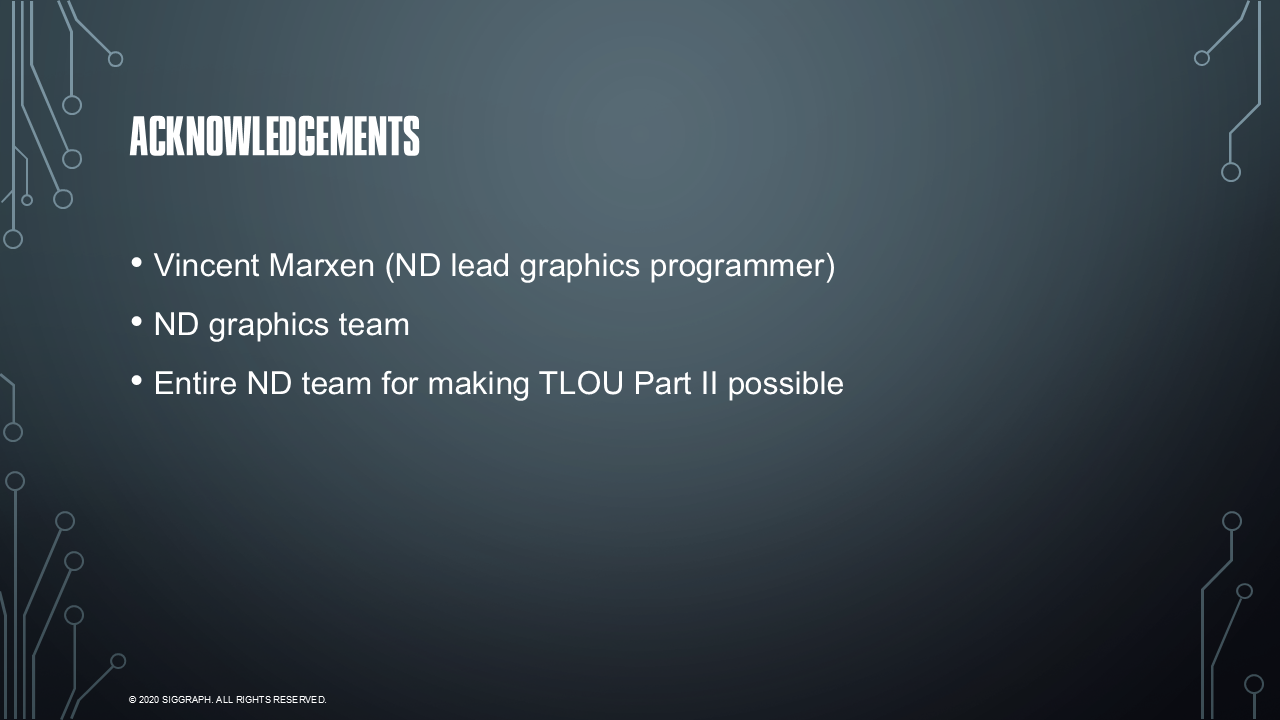 ACKNOWLEDGEMENTS
• Vincent Marxen (ND lead graphics programmer)
• ND graphics team
• Entire ND team for making TLOU Part II possible
© 2020 SIGGRAPH. ALL RIGHTS RESERVED.